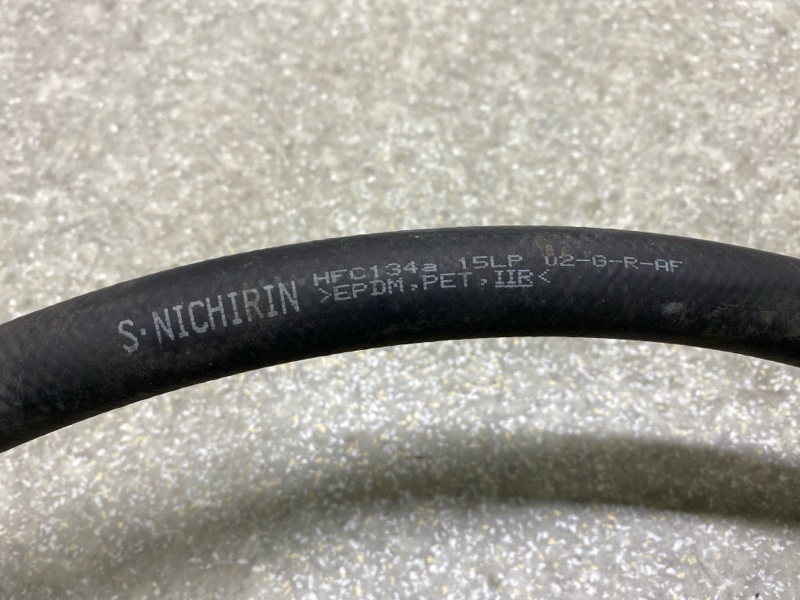 S·NICHIRIN
HFC134a 15LP 02-G-R-AF
>EPDM,PET,IIR<